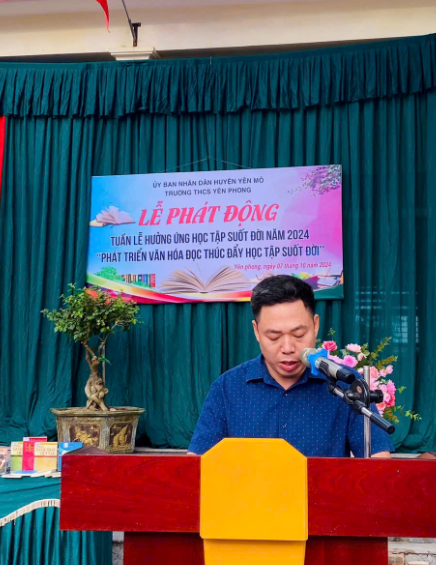 ỦY BAN NHÂN DÂN HUYỆN YÊN MÔ
TRƯỜNG THCS YÊN PHONG
LỄ PHÁT ĐỘNG
TUẦN LỄ HƯỞNG ỨNG HỌC TẬP SUỐT ĐỜI NĂM 2024
"PHÁT TRIỂN VĂN HÓA ĐỌC THÚC ĐẨY HỌC TẬP SUỐT ĐỜI"
Yên phong, ngày 07 tháng 10 năm 2024